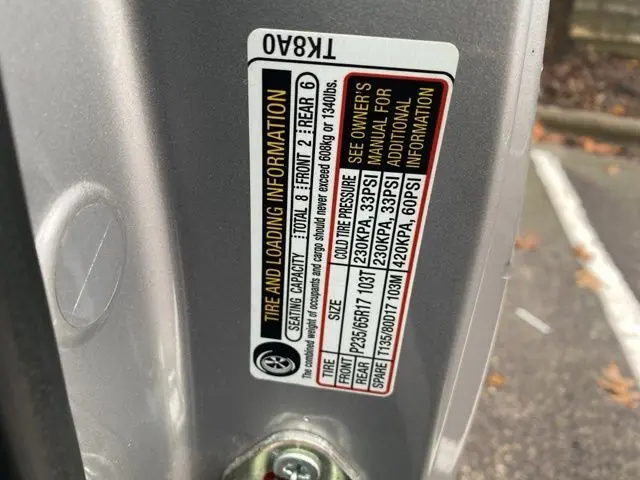 TK8A0
TIRE AND LOADING INFORMATION
SEATING CAPACITY TOTAL 8 FRONT 2 REAR 6
The combined weight of occupants and cargo should never exceed 608kg or 1340lbs.
TIRE SIZE COLD TIRE PRESSURE
FRONT P235/65R17 103T 230KPA, 33PSI
REAR 230KPA, 33PSI
SPARE T135/80D17 103M 420KPA, 60PSI
SEE OWNER'S
MANUAL FOR
ADDITIONAL
INFORMATION